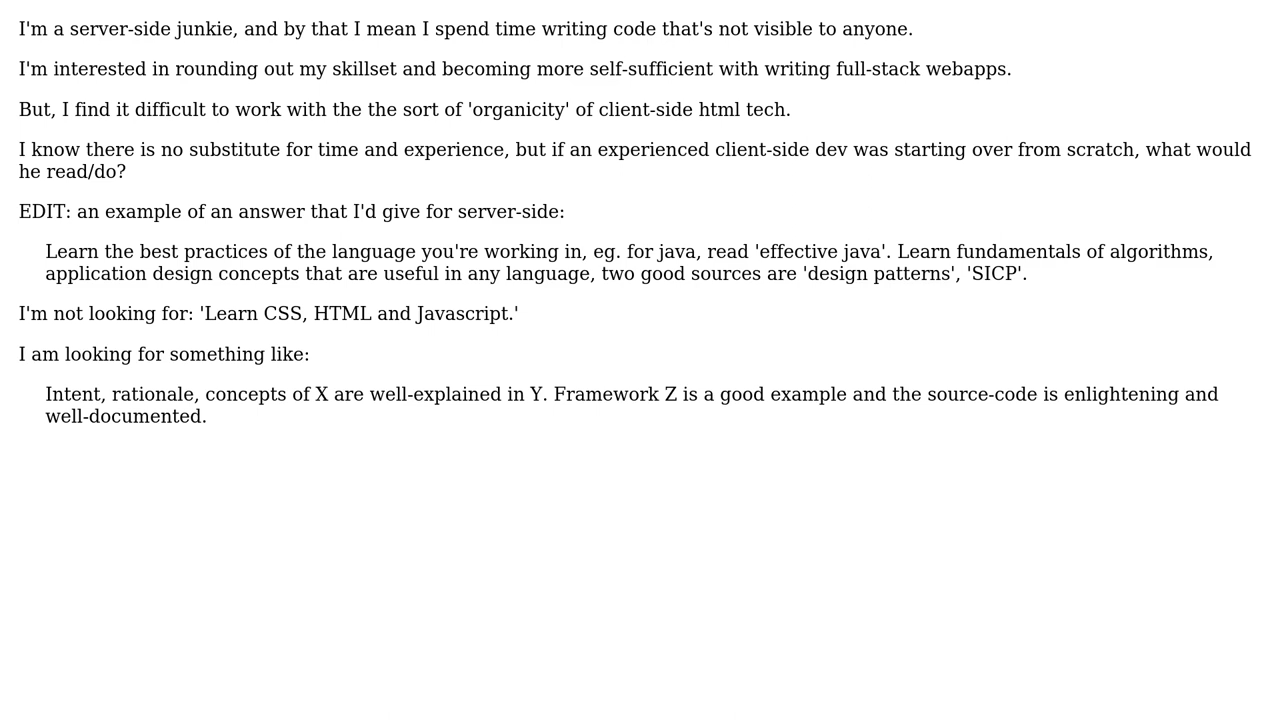 I'm a server-side junkie, and by that I mean I spend time writing code that's not visible to anyone.
I'm interested in rounding out my skillset and becoming more self-sufficient with writing full-stack webapps.
But, I find it difficult to work with the the sort of 'organicity' of client-side html tech.
I know there is no substitute for time and experience, but if an experienced client-side dev was starting over from scratch, what would
he read/do?
EDIT: an example of an answer that I'd give for server-side:
Learn the best practices of the language you're working in, eg. for java, read 'effective java'. Learn fundamentals of algorithms,
application design concepts that are useful in any language, two good sources are 'design patterns', 'SICP'.
I'm not looking for: 'Learn CSS, HTML and Javascript.'
I am looking for something like:
Intent, rationale, concepts of X are well-explained in Y. Framework Z is a good example and the source-code is enlightening and
well-documented.